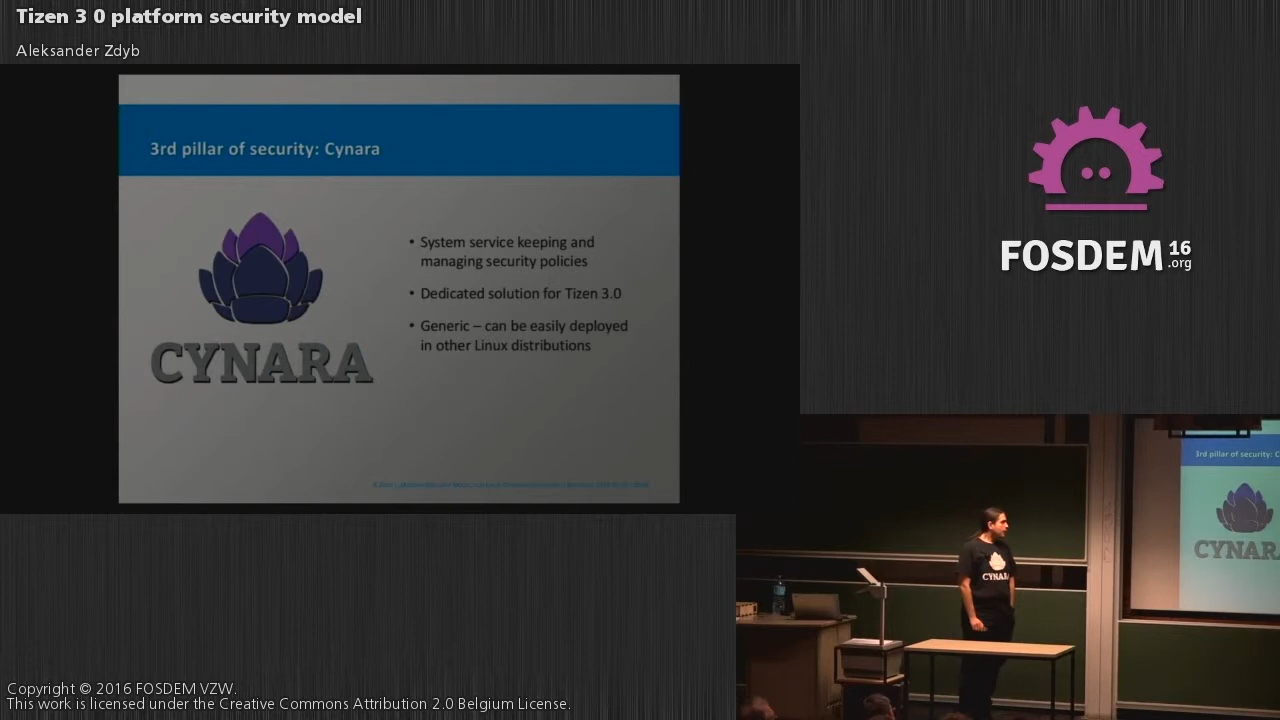 Tizen 3 0 platform security model
Aleksander Zdyb
3rd pillar of security: Cynara
CYNARA
• System service keeping and
managing security policies
• Dedicated solution for Tizen 3.0
• Generic – can be easily deployed
in other Linux distributions
FOSDEM 16
.org
3rd pillar of security: C
CYNAR
CYNARA
Copyright © 2016 FOSDEM VZW.
This work is licensed under the Creative Commons Attribution 2.0 Belgium License.